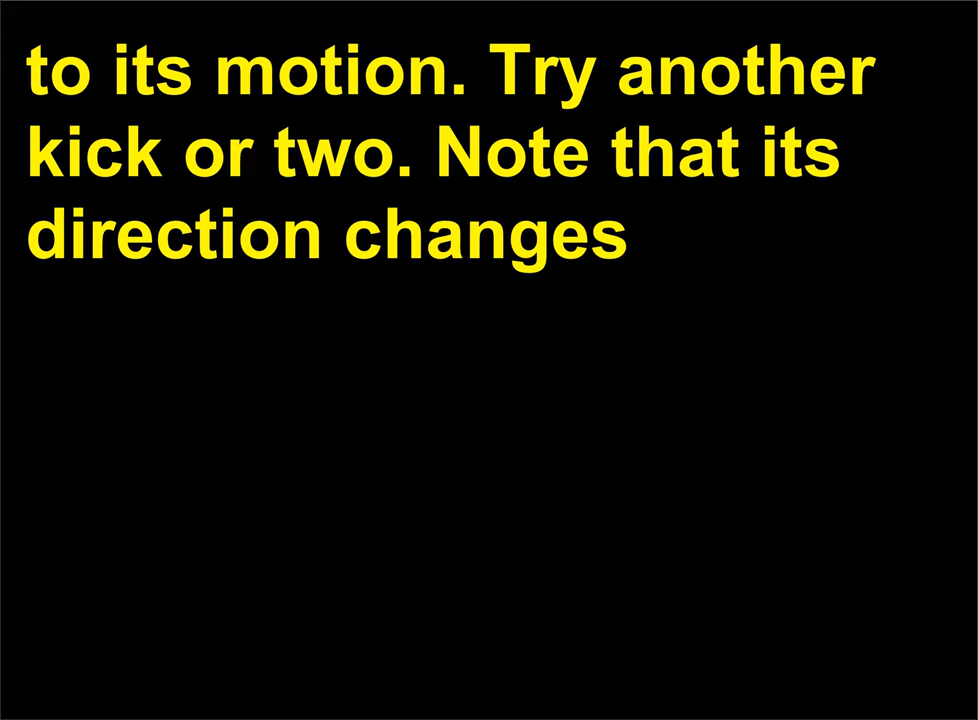 to its motion. Try another
kick or two. Note that its
direction changes